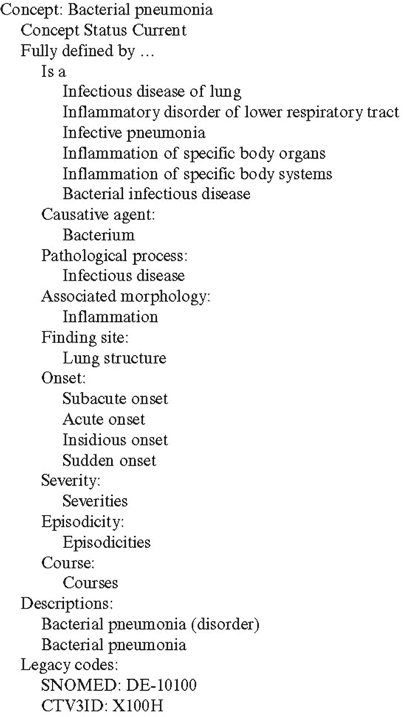 Concept: Bacterial pneumonia
Concept Status Current
Fully defined by …
Is a
Infectious disease of lung
Inflammatory disorder of lower respiratory tract
Infective pneumonia
Inflammation of specific body organs
Inflammation of specific body systems
Bacterial infectious disease
Causative agent:
Bacterium
Pathological process:
Infectious disease
Associated morphology:
Inflammation
Finding site:
Lung structure
Onset:
Subacute onset
Acute onset
Insidious onset
Sudden onset
Severity:
Severities
Episodicity:
Episodicities
Course:
Courses
Descriptions:
Bacterial pneumonia (disorder)
Bacterial pneumonia
Legacy codes:
SNOMED: DE-10100
CTV3ID: X100H